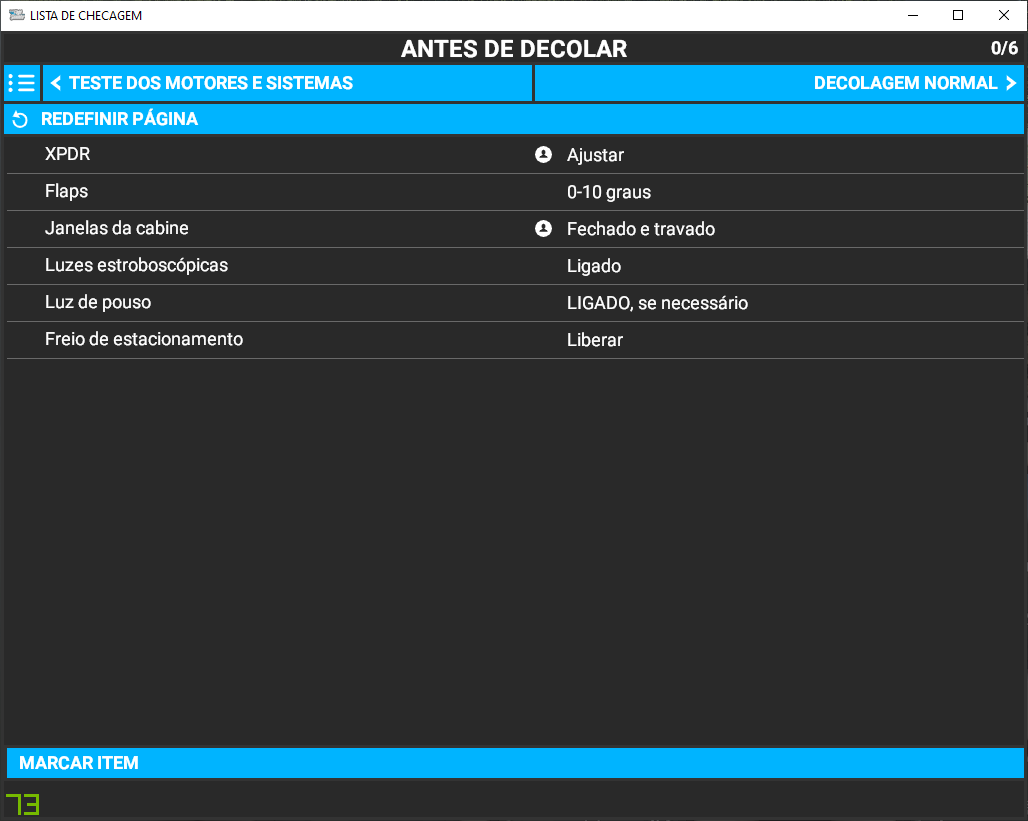 LISTA DE CHECAGEM
ANTES DE DECOLAR 0/6
TESTE DOS MOTORES E SISTEMAS DECOLAGEM NORMAL
REDEFINIR PÁGINA
XPDR Ajustar
Flaps 0-10 graus
Janelas da cabine Fechado e travado
Luzes estroboscópicas Ligado
Luz de pouso LIGADO, se necessário
Freio de estacionamento Liberar
MARCAR ITEM
73